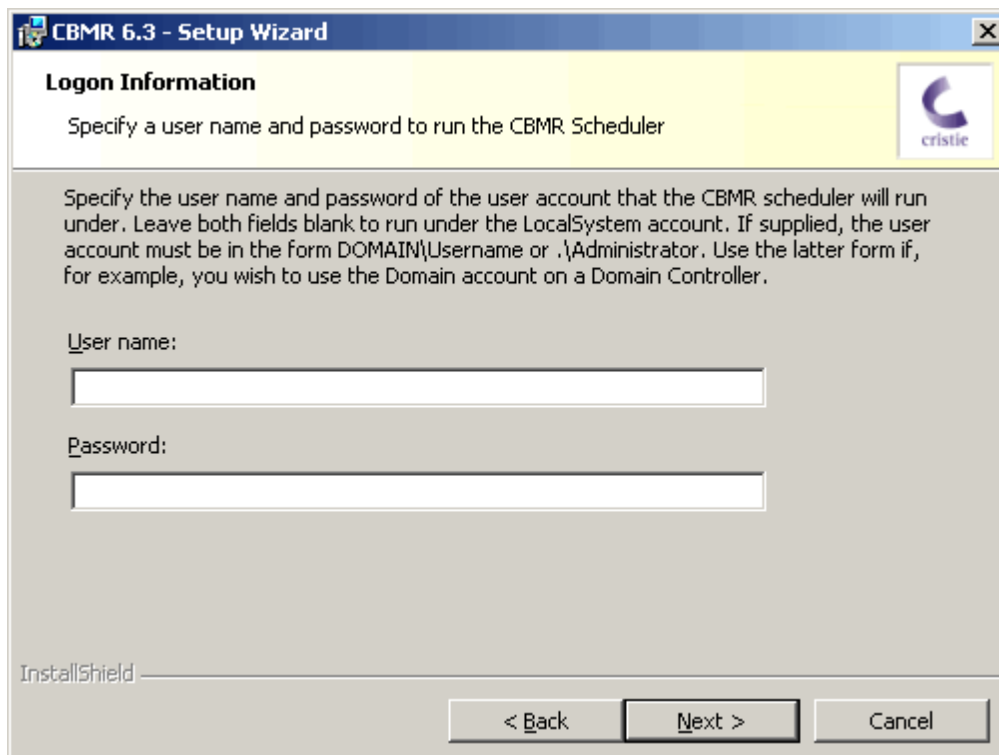 CBMR 6.3 - Setup Wizard
Logon Information
Specify a user name and password to run the CBMR Scheduler
cristie
Specify the user name and password of the user account that the CBMR scheduler will run
under. Leave both fields blank to run under the LocalSystem account. If supplied, the user
account must be in the form DOMAIN\Username or .\Administrator. Use the latter form if,
for example, you wish to use the Domain account on a Domain Controller.
User name:
Password:
InstallShield
< Back
Next >
Cancel